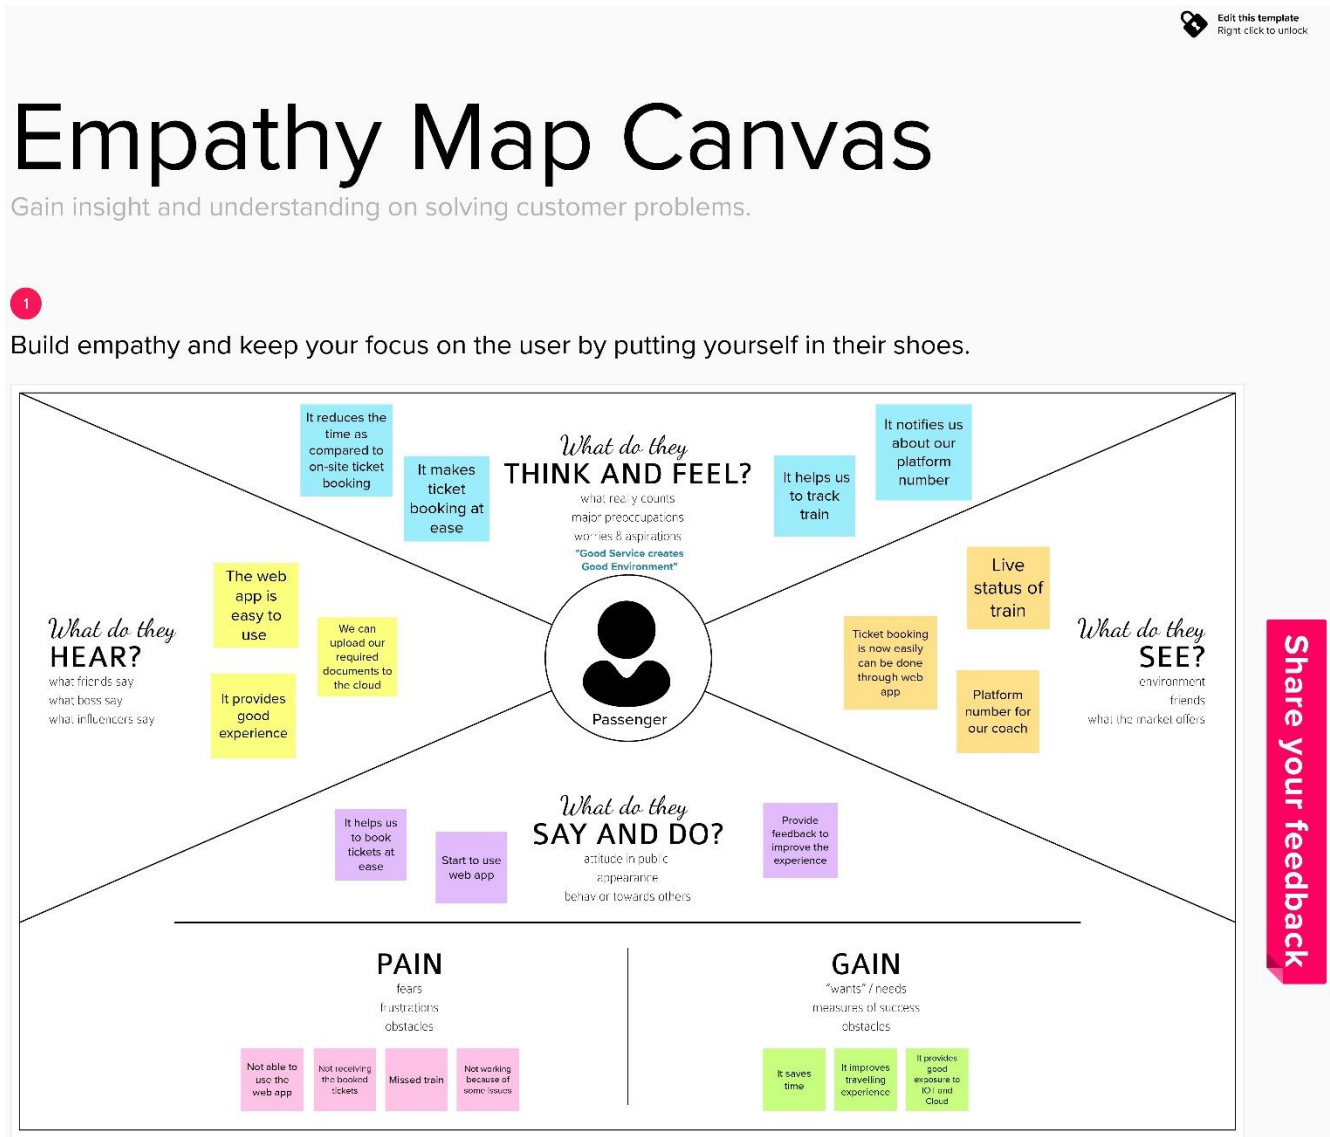 Edit this template
Right click to unlock
Empathy Map Canvas
Gain insight and understanding on solving customer problems.
1
Build empathy and keep your focus on the user by putting yourself in their shoes.
It reduces the
time as
compared to
on-site ticket
booking
It makes
ticket
booking at
ease
What do they
THINK AND FEEL?
what really counts
major preoccupations
worries & aspirations
"Good Service creates
Good Environment"
It helps us
to track
train
It notifies us
about our
platform
number
What do they
HEAR?
what friends say
what boss say
what influencers say
The web
app is
easy to
use
We can
upload our
required
documents to
the cloud
It provides
good
experience
Passenger
Live
status of
train
Ticket booking
is now easily
can be done
through web
app
Platform
number for
our coach
What do they
SEE?
environment
friends
what the market offers
Share your feedback
It helps us
to book
tickets at
ease
Start to use
web app
What do they
SAY AND DO?
attitude in public
appearance
behavior towards others
Provide
feedback to
improve the
experience
PAIN
fears
frustrations
obstacles
Not able to
use the
web app
Not receiving
the booked
tickets
Missed train
Not working
because of
some issues
GAIN
"wants" / needs
measures of success
obstacles
It saves
time
It improves
travelling
experience
It provides
good
exposure to
IOT and
Cloud